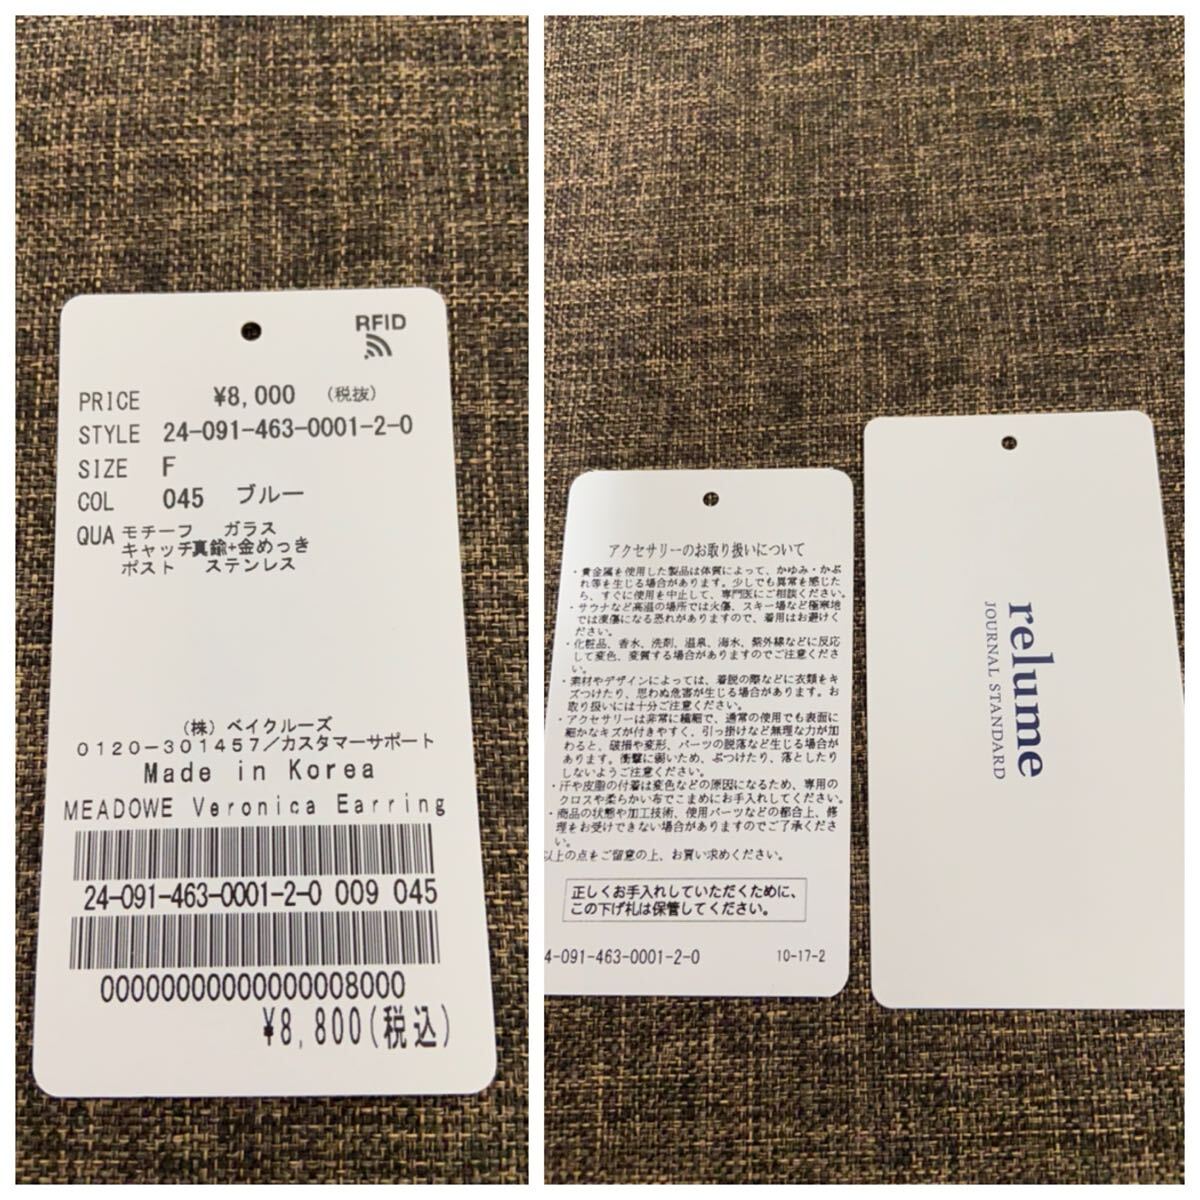 RFID
PRICE ¥8,000 (税抜)
STYLE 24-091-463-0001-2-0
SIZE F
COL 045 ブルー
QUA モチーフ ガラス
キャッチ真鍮+金めっき
ポスト ステンレス
(株) ベイクルーズ
0120-301457/カスタマーサポート
Made in Korea
MEADOWE Veronica Earring
24-091-463-0001-2-0 009 045
00000000000000008000
¥8,800(税込)
アクセサリーのお取り扱いについて
・貴金属を使用した製品は体質によって、かゆみ・かぶ
れ等を生じる場合があります。少しでも異常を感じた
ら、すぐに使用を中止して、専門医にご相談ください。
・サウナなど高温の場所では火傷、スキー場など極寒地
では凍傷になる恐れがありますので、着用はお避けく
ださい。
・化粧品、香水、洗剤、温泉、海水、紫外線などに反応
して変色、変質する場合がありますのでご注意くださ
い。
・素材やデザインによっては、着脱の際などに衣類をキ
ズつけたり、思わぬ危害が生じる場合があります。お
取り扱いには十分ご注意ください。
・アクセサリーは非常に繊細で、通常の使用でも表面に
細かなキズが付きやすく、引っ掛けなど無理な力が加
わると、破損や変形、パーツの脱落など生じる場合が
あります。衝撃に弱いため、ぶつけたり、落としたり
しないようご注意ください。
・汗や皮脂の付着は変色などの原因になるため、専用の
クロスや柔らかい布でこまめにお手入れしてください。
・商品の状態や加工技術、使用パーツなどの都合上、修
理をお受けできない場合がありますのでご了承くださ
い。
以上の点をご留意の上、お買い求めください。
正しくお手入れしていただくために、
この下げ札は保管してください。
4-091-463-0001-2-0 10-17-2
relume
JOURNAL STANDARD